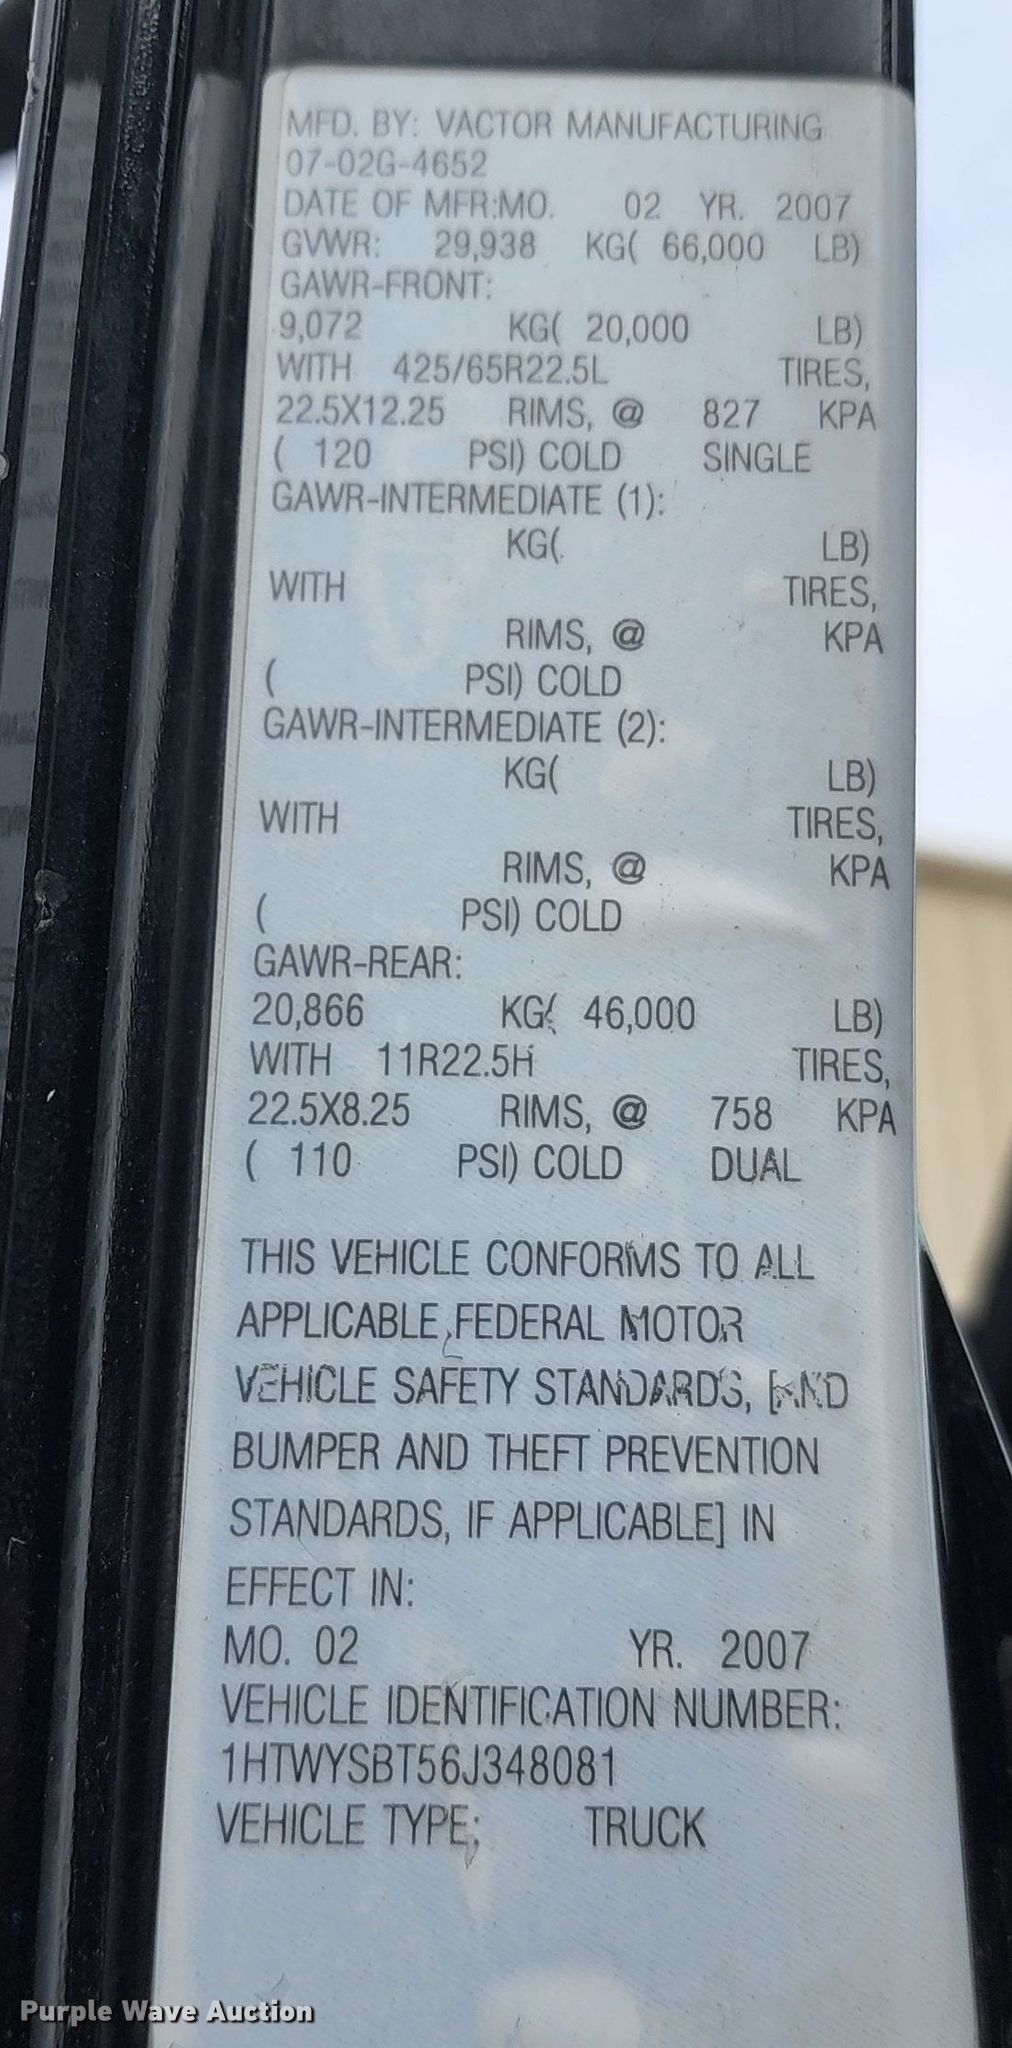 MFD. BY: VACTOR MANUFACTURING
07-02G-4652
DATE OF MFR:MO. 02 YR. 2007
GVWR: 29,938 KG( 66,000 LB)
GAWR-FRONT:
9,072 KG( 20,000 LB)
WITH 425/65R22.5L TIRES,
22.5X12.25 RIMS, @ 827 KPA
( 120 PSI) COLD SINGLE
GAWR-INTERMEDIATE (1):
KG( LB)
WITH TIRES,
RIMS, @ KPA
( PSI) COLD
GAWR-INTERMEDIATE (2):
KG( LB)
WITH TIRES,
RIMS, @ KPA
( PSI) COLD
GAWR-REAR:
20,866 KG( 46,000 LB)
WITH 11R22.5H TIRES,
22.5X8.25 RIMS, @ 758 KPA
( 110 PSI) COLD DUAL
THIS VEHICLE CONFORMS TO ALL
APPLICABLE FEDERAL MOTOR
VEHICLE SAFETY STANDARDS, [AND
BUMPER AND THEFT PREVENTION
STANDARDS, IF APPLICABLE] IN
EFFECT IN:
MO. 02 YR. 2007
VEHICLE IDENTIFICATION NUMBER:
1HTWYSBT56J348081
VEHICLE TYPE: TRUCK
Purple Wave Auction